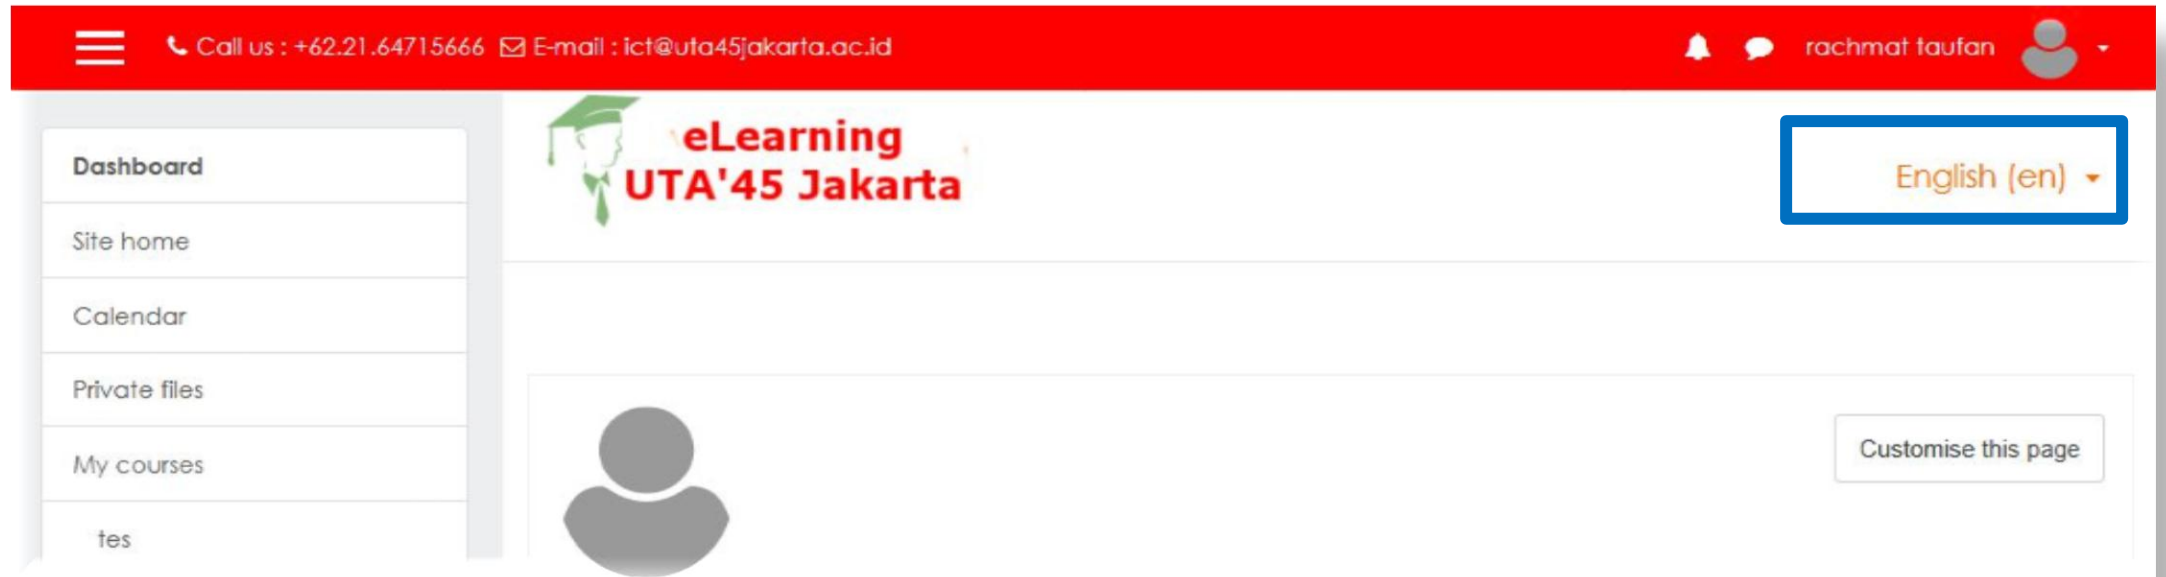 Call us : +62.21.64715666 E-mail : ict@uta45jakarta.ac.id
rachmat taufan
eLearning
UTA'45 Jakarta
English (en)
Dashboard
Site home
Calendar
Private files
My courses
tes
Customise this page